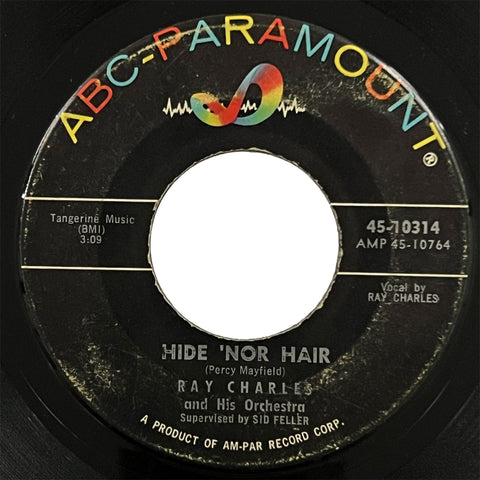 ABC-PARAMOUNT®
Tangerine Music
(BMI)
3:09
45-10314
AMP 45-10764
Vocal by
RAY CHARLES
HIDE 'NOR HAIR
(Percy Mayfield)
RAY CHARLES
and His Orchestra
Supervised by SID FELLER
A PRODUCT OF AM-PAR RECORD CORP.